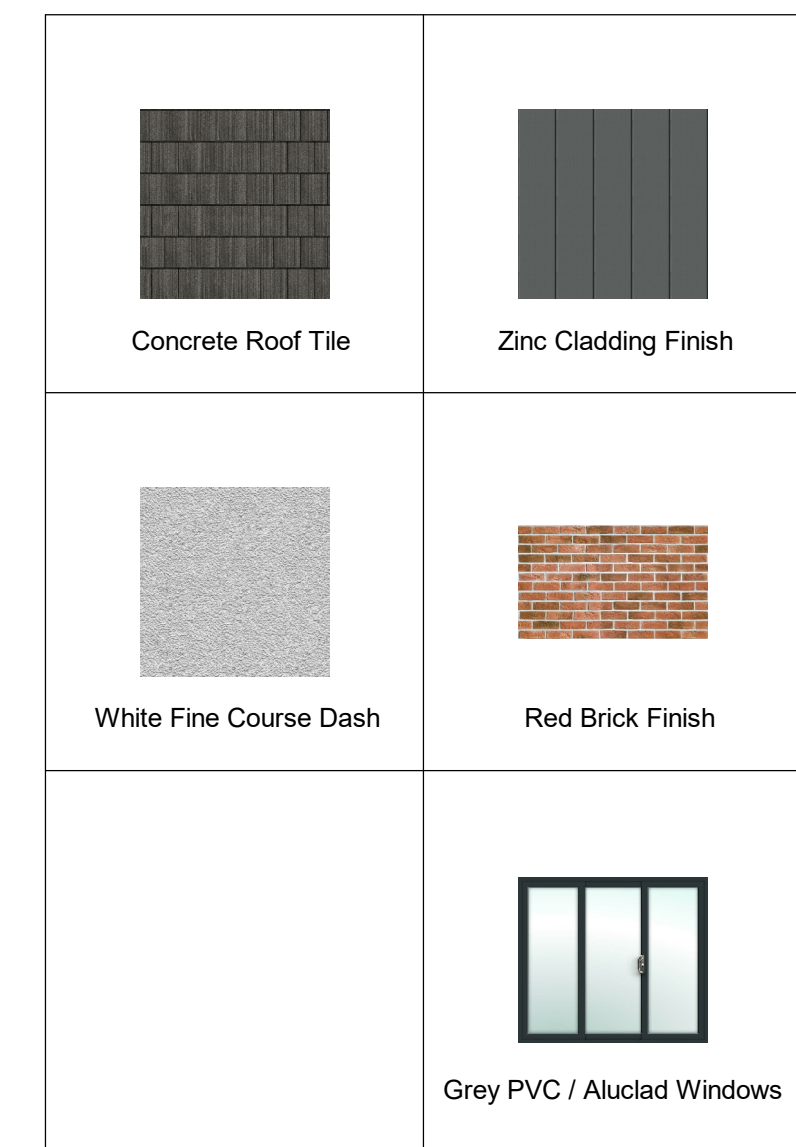 Concrete Roof Tile
Zinc Cladding Finish
White Fine Course Dash
Red Brick Finish
Grey PVC / Aluclad Windows